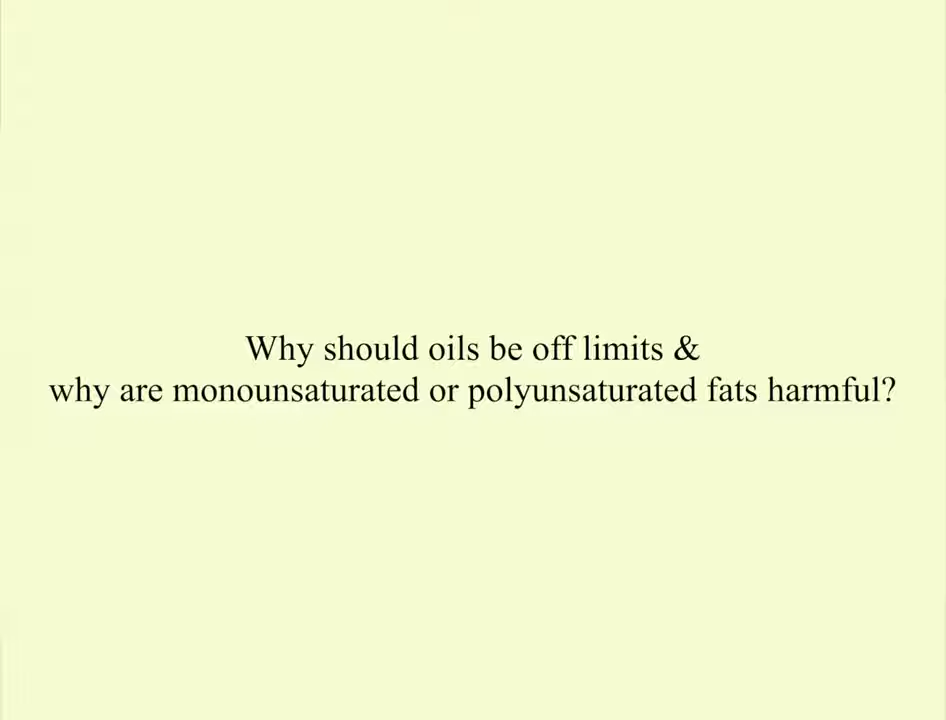 Why should oils be off limits &
why are monounsaturated or polyunsaturated fats harmful?